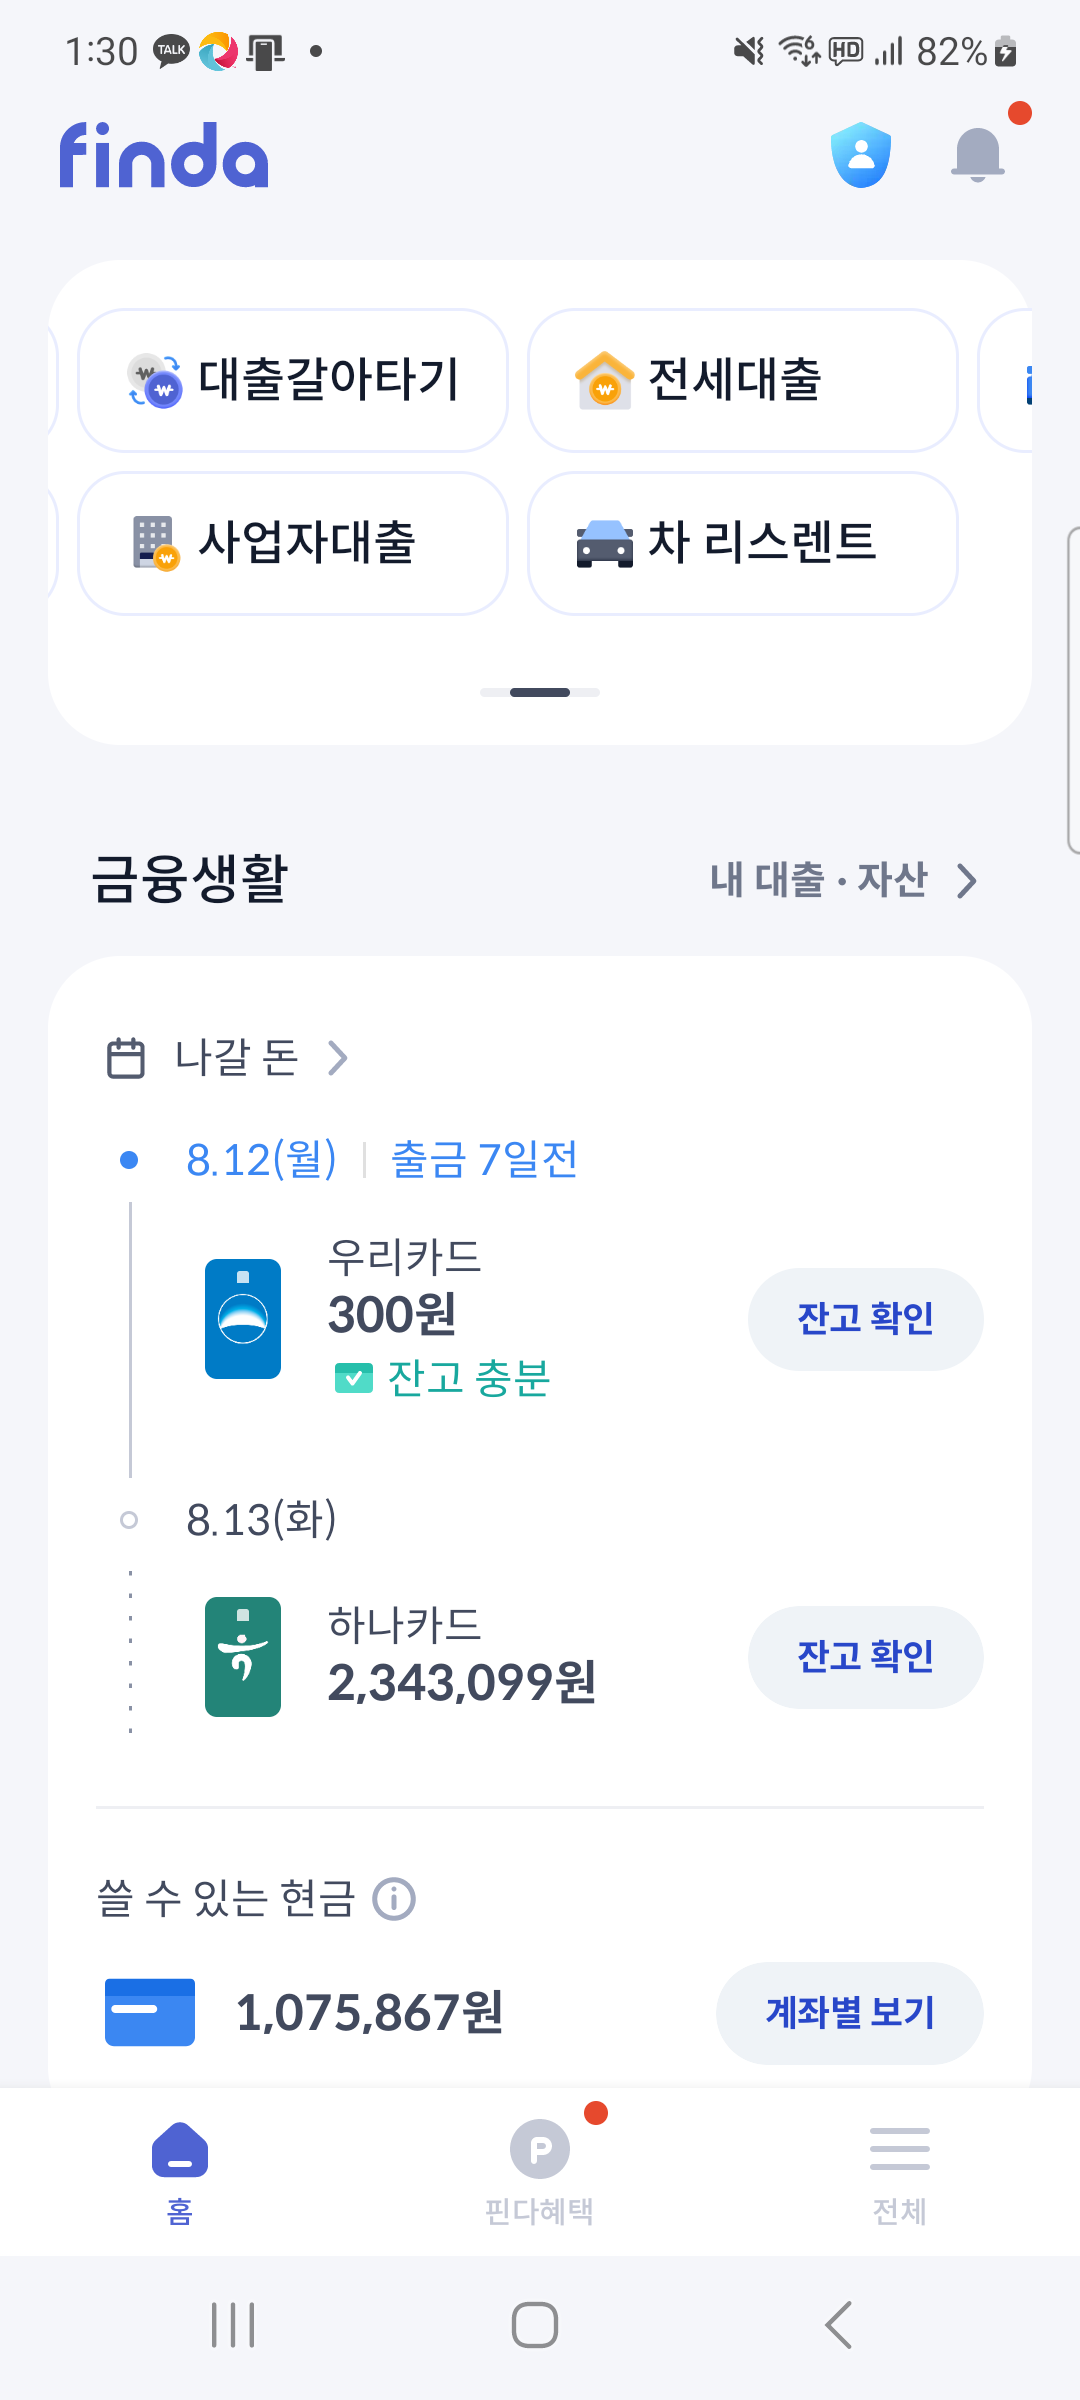 1:30 TALK HD 82%
finda
대출갈아타기 전세대출
사업자대출 차 리스렌트
금융생활 내 대출 · 자산
나갈 돈
8.12(월) | 출금 7일전
우리카드
300원
잔고 충분
잔고 확인
8.13(화)
하나카드
2,343,099원
잔고 확인
쓸 수 있는 현금
1,075,867원
계좌별 보기
홈 핀다혜택 전체